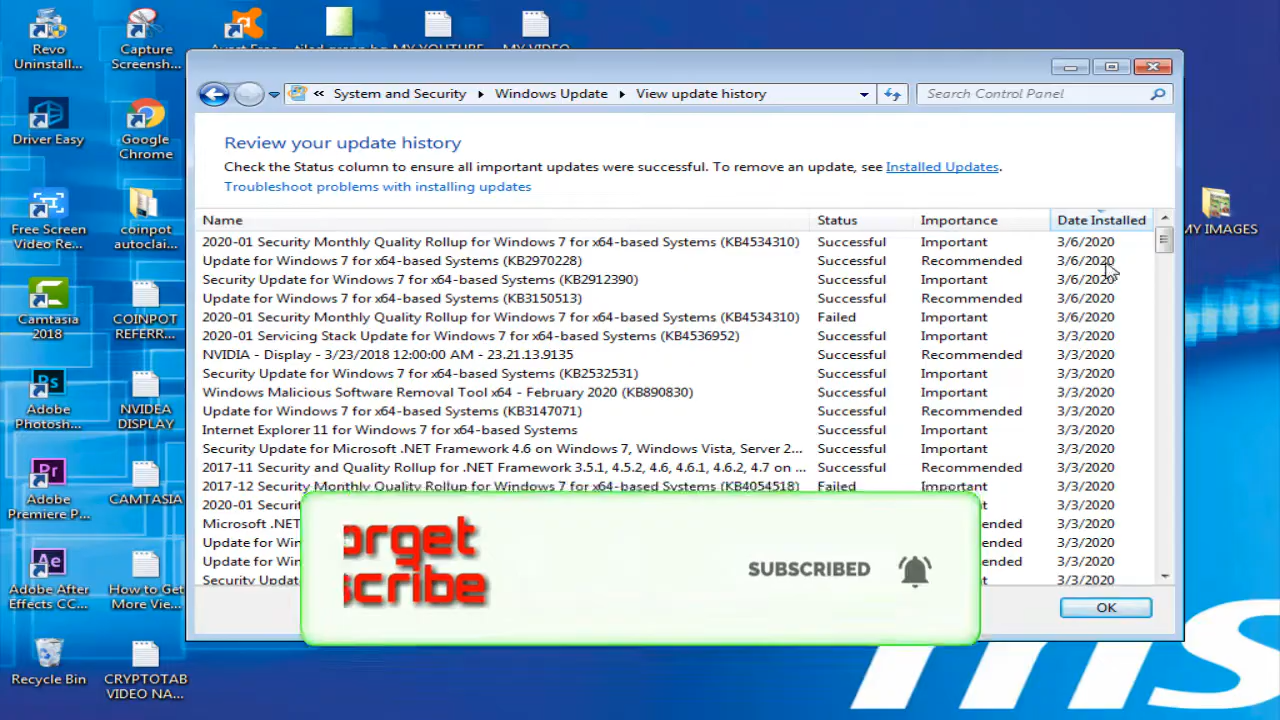 Revo
Uninstall...
Capture
Screensh...
MY YOUTUBE
MY VIDEO
« System and Security ▸ Windows Update ▸ View update history
Search Control Panel
Driver Easy
Google
Chrome
Review your update history
Check the Status column to ensure all important updates were successful. To remove an update, see Installed Updates.
Troubleshoot problems with installing updates
Name Status Importance Date Installed
2020-01 Security Monthly Quality Rollup for Windows 7 for x64-based Systems (KB4534310) Successful Important 3/6/2020
Update for Windows 7 for x64-based Systems (KB2970228) Successful Recommended 3/6/2020
Security Update for Windows 7 for x64-based Systems (KB2912390) Successful Important 3/6/2020
Update for Windows 7 for x64-based Systems (KB3150513) Successful Recommended 3/6/2020
2020-01 Security Monthly Quality Rollup for Windows 7 for x64-based Systems (KB4534310) Failed Important 3/6/2020
2020-01 Servicing Stack Update for Windows 7 for x64-based Systems (KB4536952) Successful Important 3/3/2020
NVIDIA - Display - 3/23/2018 12:00:00 AM - 23.21.13.9135 Successful Recommended 3/3/2020
Security Update for Windows 7 for x64-based Systems (KB2532531) Successful Important 3/3/2020
Windows Malicious Software Removal Tool x64 - February 2020 (KB890830) Successful Important 3/3/2020
Update for Windows 7 for x64-based Systems (KB3147071) Successful Recommended 3/3/2020
Internet Explorer 11 for Windows 7 for x64-based Systems Successful Important 3/3/2020
Security Update for Microsoft .NET Framework 4.6 on Windows 7, Windows Vista, Server 2... Successful Important 3/3/2020
2017-11 Security and Quality Rollup for .NET Framework 3.5.1, 4.5.2, 4.6, 4.6.1, 4.6.2, 4.7 on ... Successful Recommended 3/3/2020
2017-12 Security Monthly Quality Rollup for Windows 7 for x64-based Systems (KB4054518) Failed Important 3/3/2020
2020-01 Securi 3/3/2020
Microsoft .NET 3/3/2020
Update for Win 3/3/2020
Update for Win 3/3/2020
Security Updat 3/3/2020
Free Screen
Video Re...
coinpot
autoclai...
MY IMAGES
Camtasia
2018
COINPOT
REFERR...
Adobe
Photosh...
NVIDEA
DISPLAY
Adobe
Premiere P...
CAMTASIA
orget
scribe
SUBSCRIBED
OK
Adobe After
Effects CC...
How to Get
More Vie...
Recycle Bin
CRYPTOTAB
VIDEO NA...